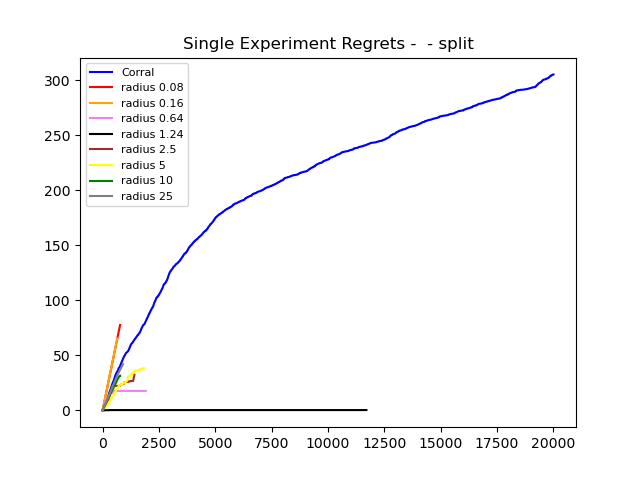 Single Experiment Regrets -  - split
Corral
radius 0.08
radius 0.16
radius 0.64
radius 1.24
radius 2.5
radius 5
radius 10
radius 25
300
250
200
150
100
50
0
0 2500 5000 7500 10000 12500 15000 17500 20000